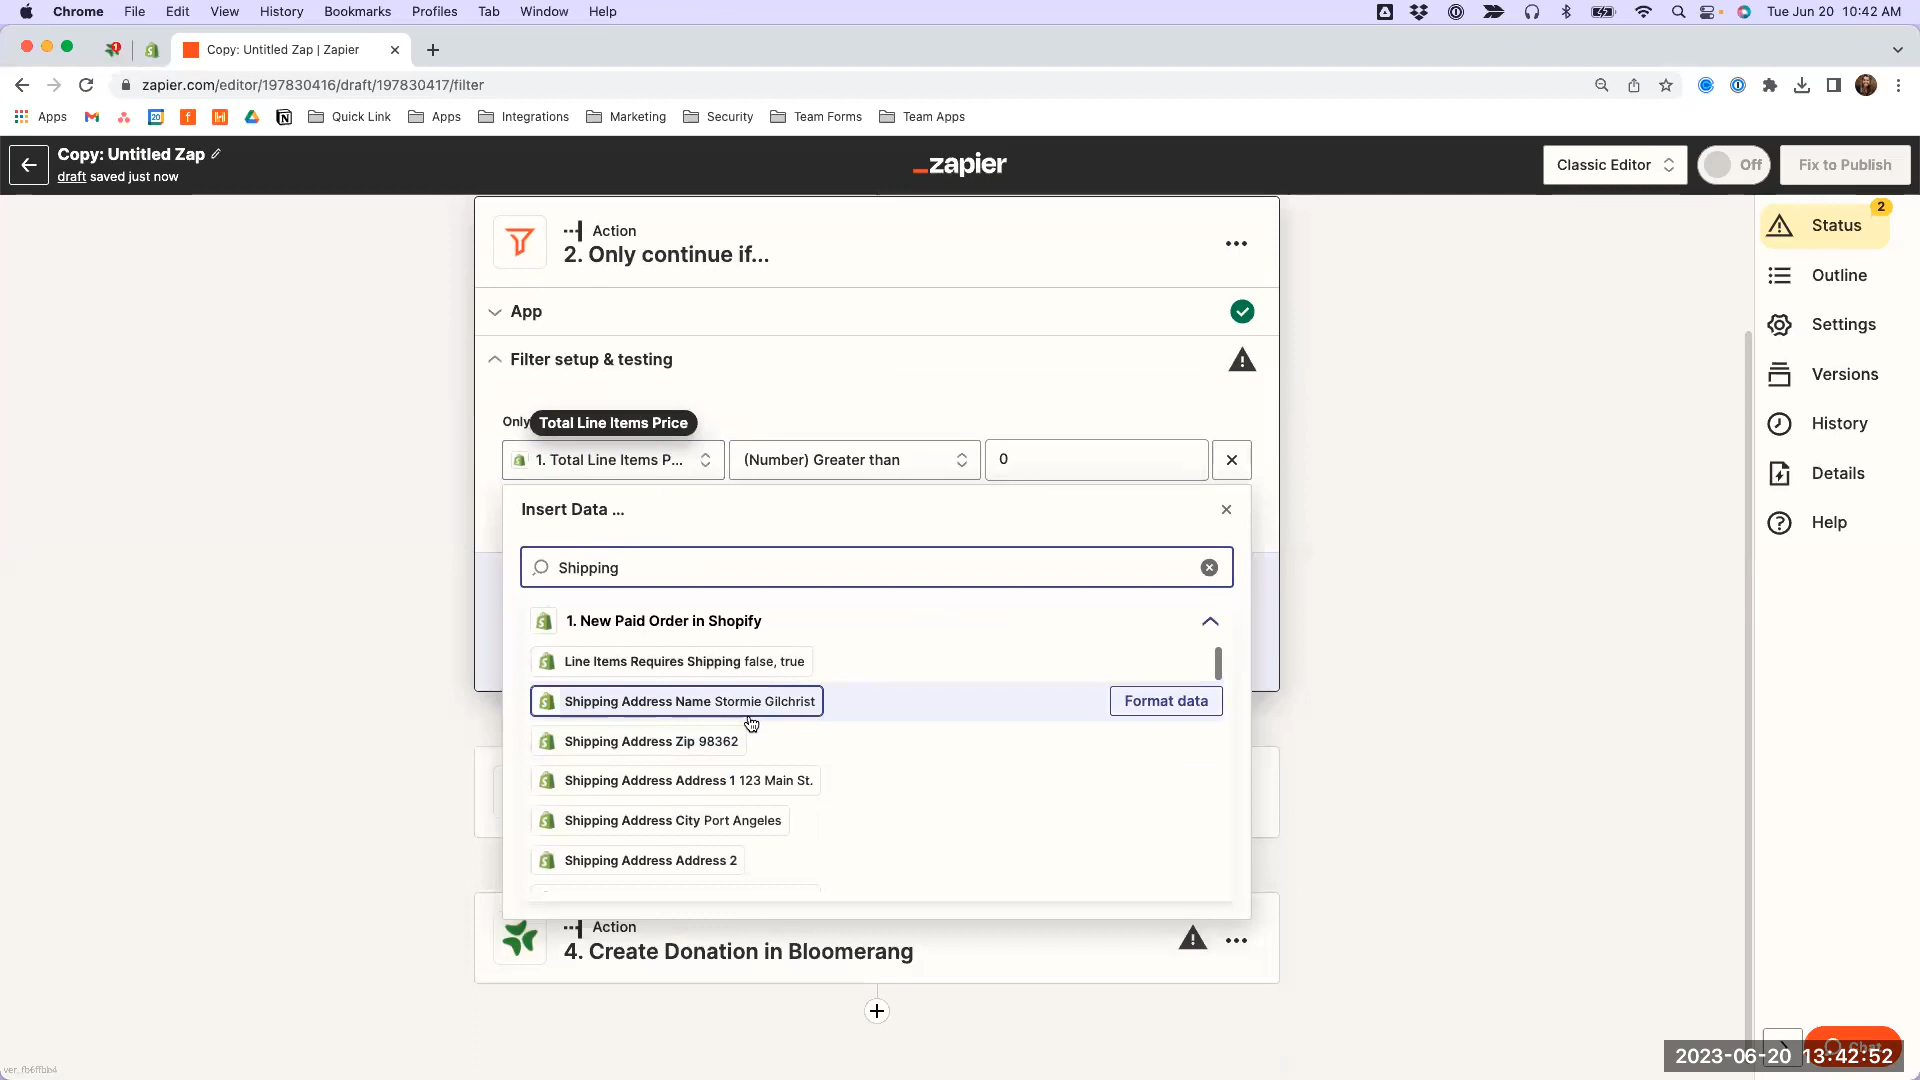 Chrome File Edit View History Bookmarks Profiles Tab Window Help Tue Jun 20 10:42 AM
1 Copy: Untitled Zap | Zapier
zapier.com/editor/197830416/draft/197830417/filter
Apps 20 Quick Link Apps Integrations Marketing Security Team Forms Team Apps
Copy: Untitled Zap
draft saved just now
_zapier
Classic Editor
Off
Fix to Publish
Action
2. Only continue if...
App
Filter setup & testing
Only Total Line Items Price
1. Total Line Items P... (Number) Greater than 0
Insert Data ...
Shipping
1. New Paid Order in Shopify
Line Items Requires Shipping false, true
Shipping Address Name Stormie Gilchrist Format data
Shipping Address Zip 98362
Shipping Address Address 1 123 Main St.
Shipping Address City Port Angeles
Shipping Address Address 2
Action
4. Create Donation in Bloomerang
2
Status
Outline
Settings
Versions
History
Details
Help
2023-06-20 13:42:52